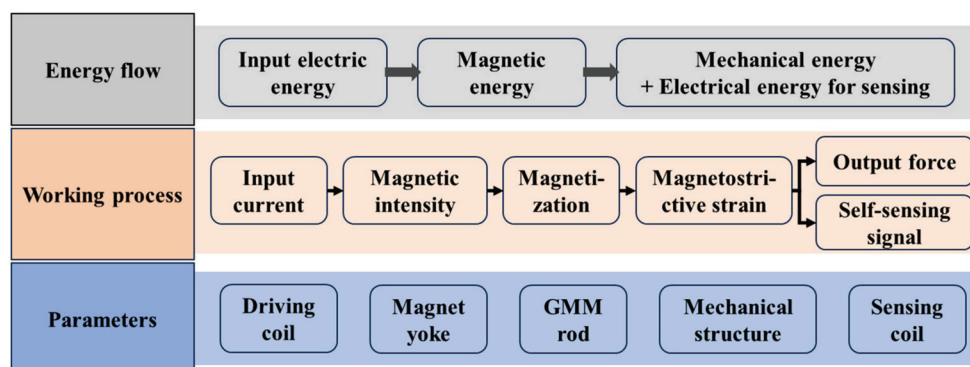 Energy flow
Input electric
energy
Magnetic
energy
Mechanical energy
+ Electrical energy for sensing
Working process
Input
current
Magnetic
intensity
Magneti-
zation
Magnetostri-
ctive strain
Output force
Self-sensing
signal
Parameters
Driving
coil
Magnet
yoke
GMM
rod
Mechanical
structure
Sensing
coil